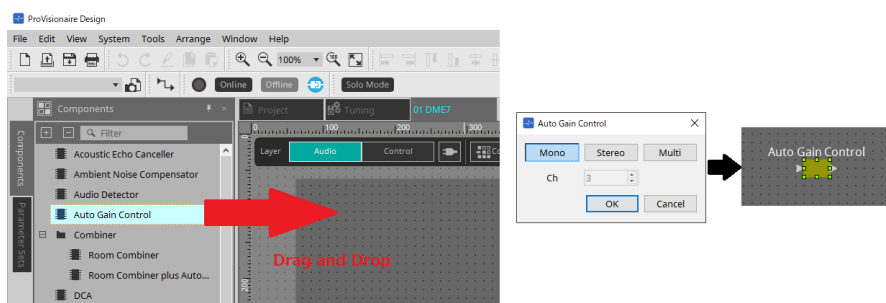 ProVisionaire Design
File Edit View System Tools Arrange Window Help
100%
Online Offline Solo Mode
Components
Project Tuning 01 DME7
Filter
0 100 200 300
Layer Audio Control
Components
Parameter Sets
Acoustic Echo Canceller
Ambient Noise Compensator
Audio Detector
Auto Gain Control
Combiner
Room Combiner
Room Combiner plus Auto...
DCA
200
Drag and Drop
Auto Gain Control
Mono Stereo Multi
Ch 3
OK Cancel
Auto Gain Control